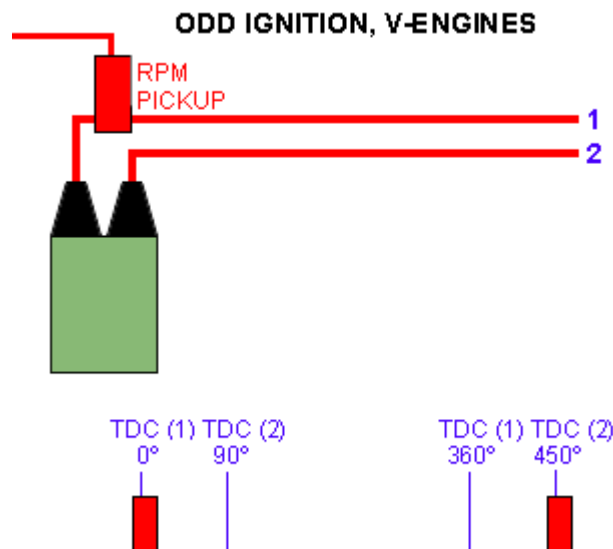 ODD IGNITION, V-ENGINES
RPM
PICKUP
1
2
TDC (1) TDC (2) TDC (1) TDC (2)
0° 90° 360° 450°